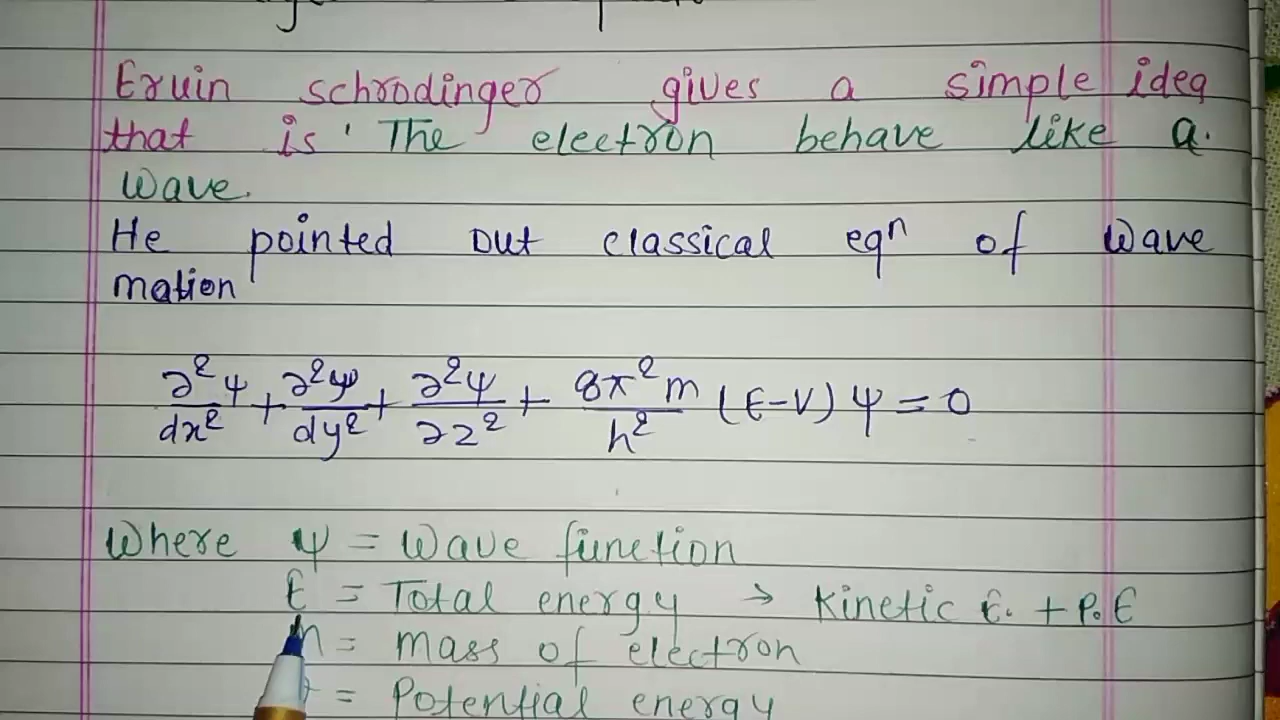 Eruin schrodinger gives a simple idea
that is' The electron behave like a.
Wave.
He pointed out classical eqⁿ of wave
mation
∂²ψ/dx² + ∂²ψ/dy² + ∂²ψ/∂z² + 8π²m/h² (E-V) ψ = 0
Where ψ = Wave function
E = Total energy → Kinetic E. + P.E
m = mass of electron
= Potential energy